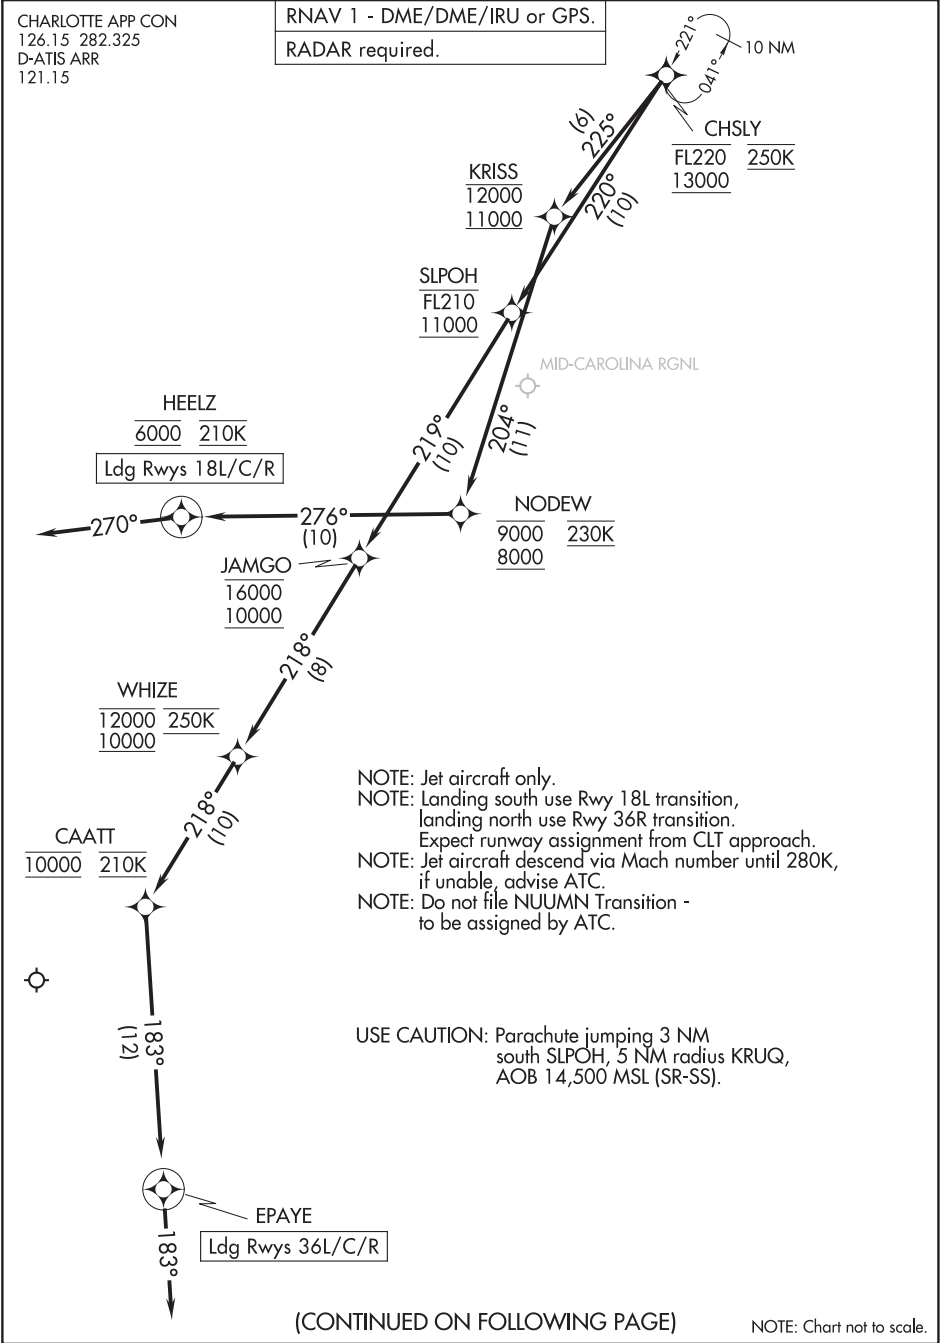 CHARLOTTE APP CON
126.15 282.325
D-ATIS ARR
121.15
RNAV 1 - DME/DME/IRU or GPS.
RADAR required.
221°
041°
10 NM
CHSLY
FL220 250K
13000
(6)
225°
220°
(10)
KRISS
12000
11000
SLPOH
FL210
11000
MID-CAROLINA RGNL
204°
(11)
219°
(10)
HEELZ
6000 210K
Ldg Rwys 18L/C/R
270°
276°
(10)
NODEW
9000 230K
8000
JAMGO
16000
10000
218°
(8)
WHIZE
12000 250K
10000
218°
(10)
CAATT
10000 210K
NOTE: Jet aircraft only.
NOTE: Landing south use Rwy 18L transition,
landing north use Rwy 36R transition.
Expect runway assignment from CLT approach.
NOTE: Jet aircraft descend via Mach number until 280K,
if unable, advise ATC.
NOTE: Do not file NUUMN Transition -
to be assigned by ATC.
183°
(12)
USE CAUTION: Parachute jumping 3 NM
south SLPOH, 5 NM radius KRUQ,
AOB 14,500 MSL (SR-SS).
EPAYE
Ldg Rwys 36L/C/R
183°
(CONTINUED ON FOLLOWING PAGE)
NOTE: Chart not to scale.